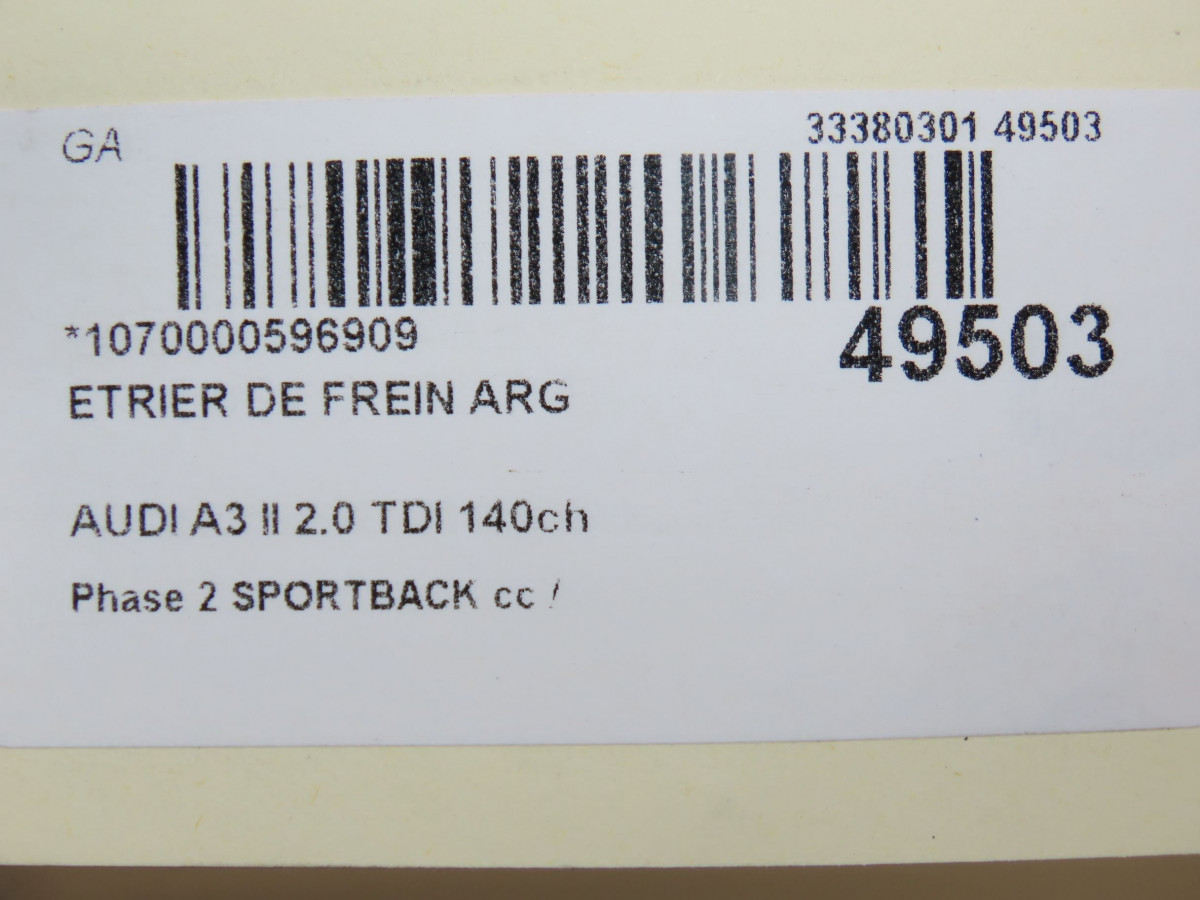 GA
33380301 49503
*1070000596909
49503
ETRIER DE FREIN ARG
AUDI A3 II 2.0 TDI 140ch
Phase 2 SPORTBACK cc /